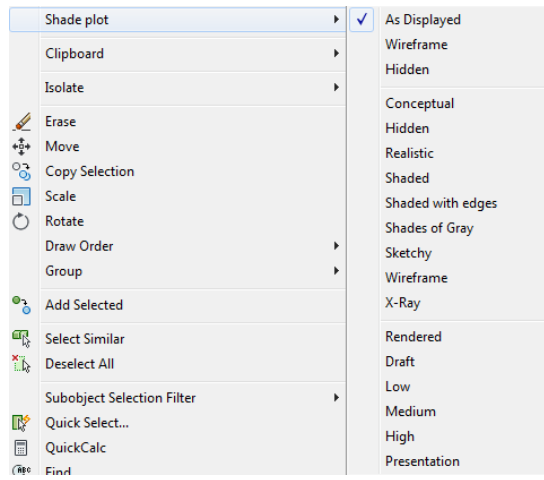 Shade plot
Clipboard
Isolate
Erase
Move
Copy Selection
Scale
Rotate
Draw Order
Group
Add Selected
Select Similar
Deselect All
Subobject Selection Filter
Quick Select...
QuickCalc
Find
As Displayed
Wireframe
Hidden
Conceptual
Hidden
Realistic
Shaded
Shaded with edges
Shades of Gray
Sketchy
Wireframe
X-Ray
Rendered
Draft
Low
Medium
High
Presentation